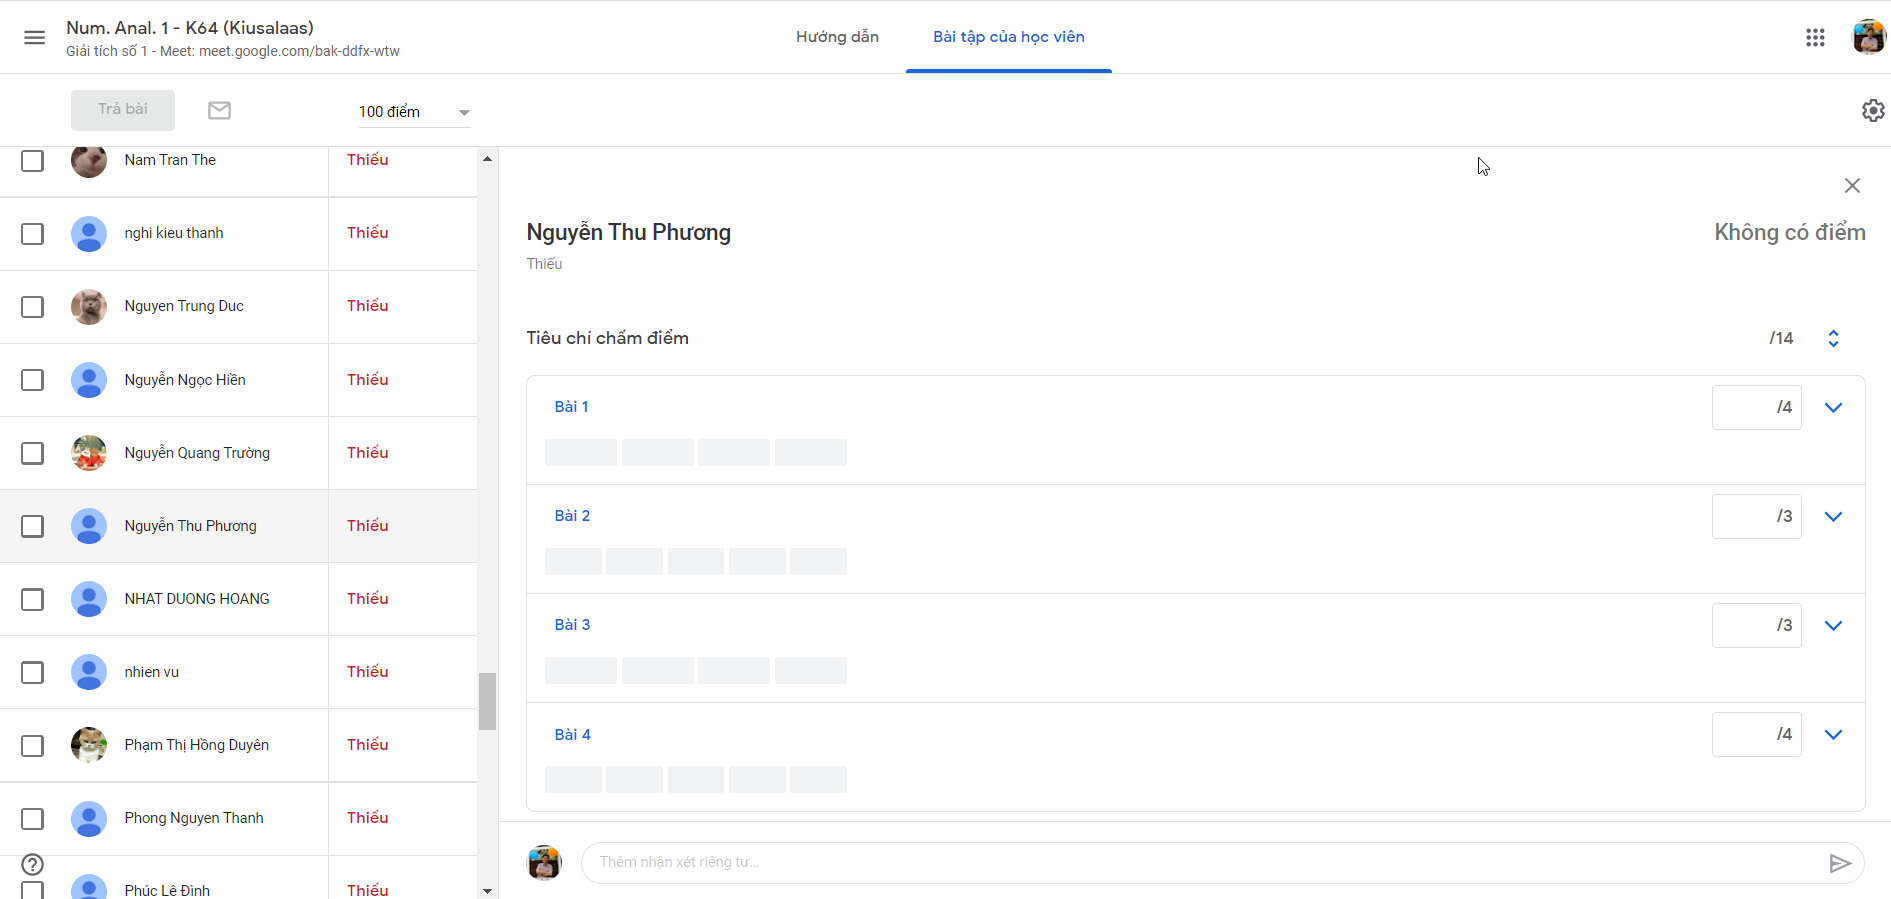 Num. Anal. 1 - K64 (Kiusalaas)
Giải tích số 1 - Meet: meet.google.com/bak-ddfx-wtw
Hướng dẫn
Bài tập của học viên
Trả bài
100 điểm
Nam Tran The
Thiếu
nghi kieu thanh
Thiếu
Nguyen Trung Duc
Thiếu
Nguyễn Ngọc Hiền
Thiếu
Nguyễn Quang Trường
Thiếu
Nguyễn Thu Phương
Thiếu
NHAT DUONG HOANG
Thiếu
nhien vu
Thiếu
Phạm Thị Hồng Duyên
Thiếu
Phong Nguyen Thanh
Thiếu
Phúc Lê Đình
Thiếu
Nguyễn Thu Phương
Không có điểm
Thiếu
Tiêu chí chấm điểm
/14
Bài 1
/4
Bài 2
/3
Bài 3
/3
Bài 4
/4
Thêm nhận xét riêng tư...